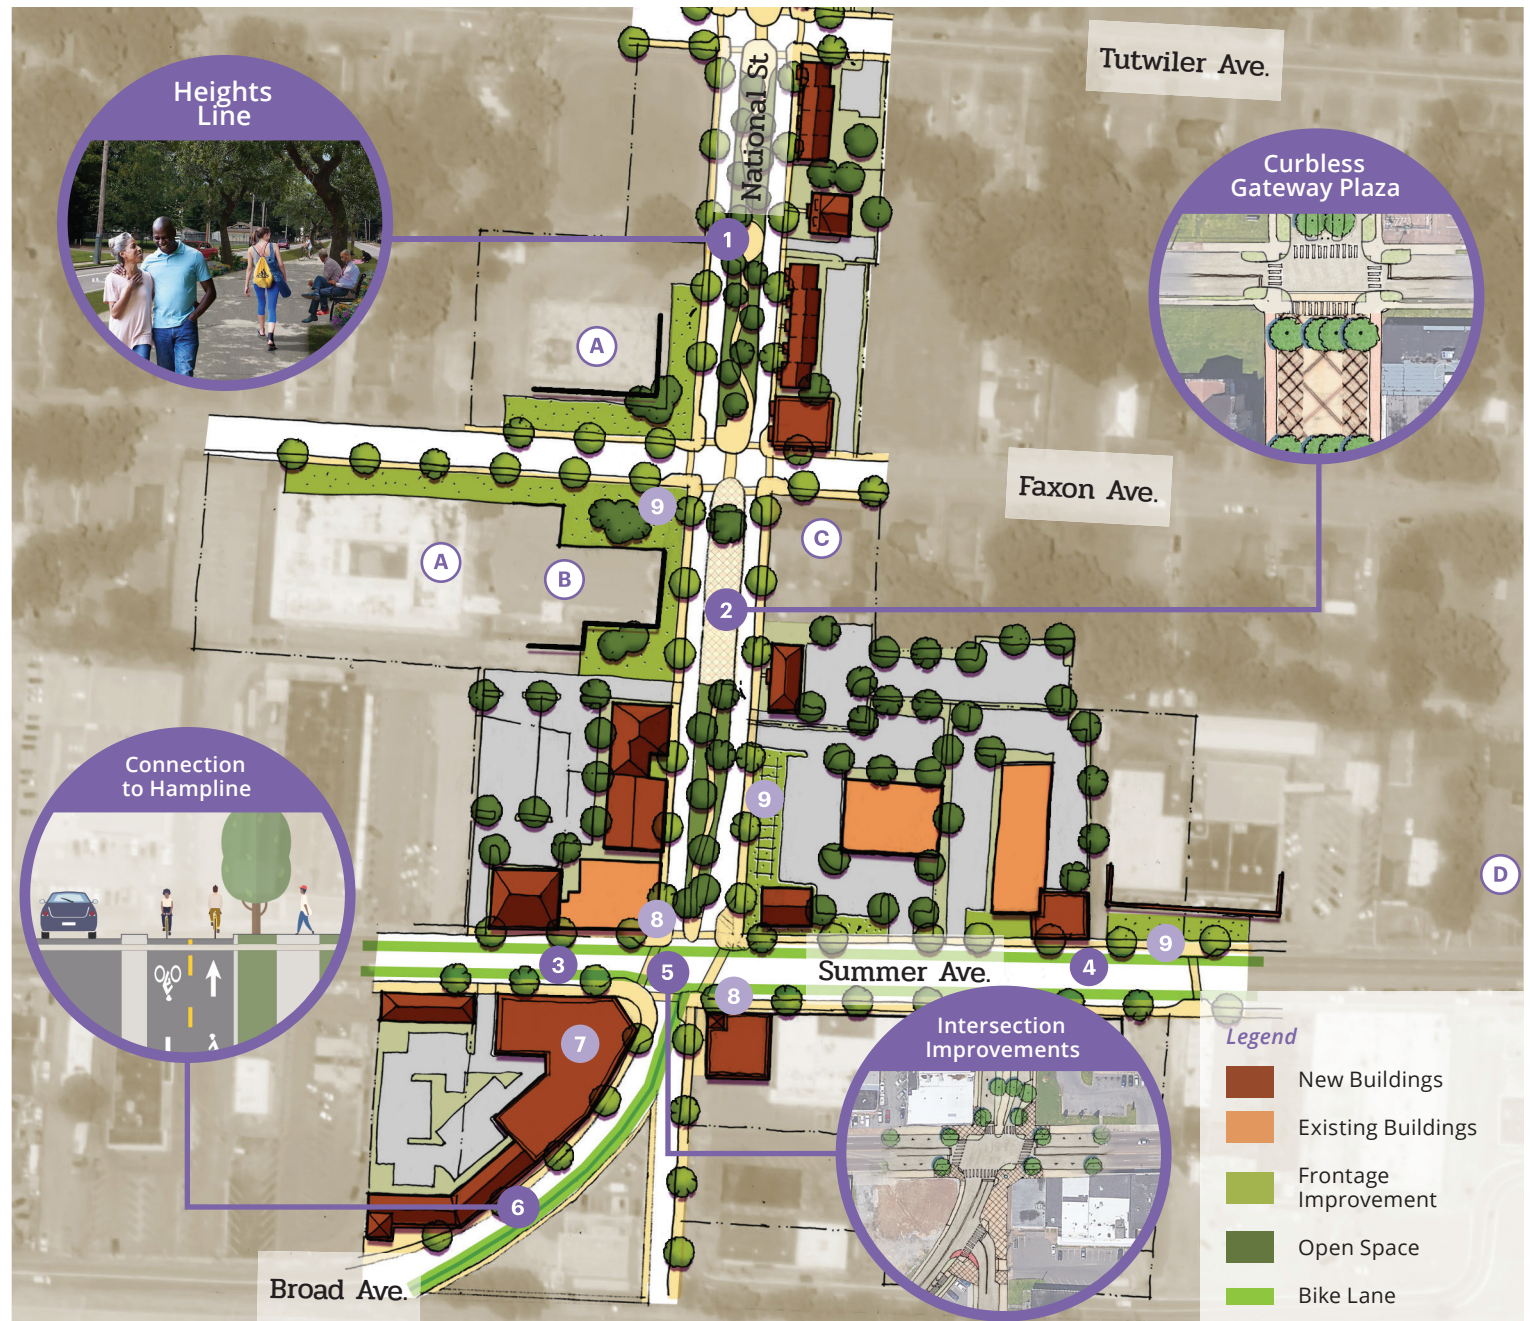 Tutwiler Ave.
National St
Heights
Line
Curbless
Gateway Plaza
1
A
Faxon Ave.
9
C
A
B
2
Connection
to Hampline
9
D
8
9
3
5
Summer Ave.
4
8
7
Intersection
Improvements
6
Broad Ave.
Legend
New Buildings
Existing Buildings
Frontage
Improvement
Open Space
Bike Lane